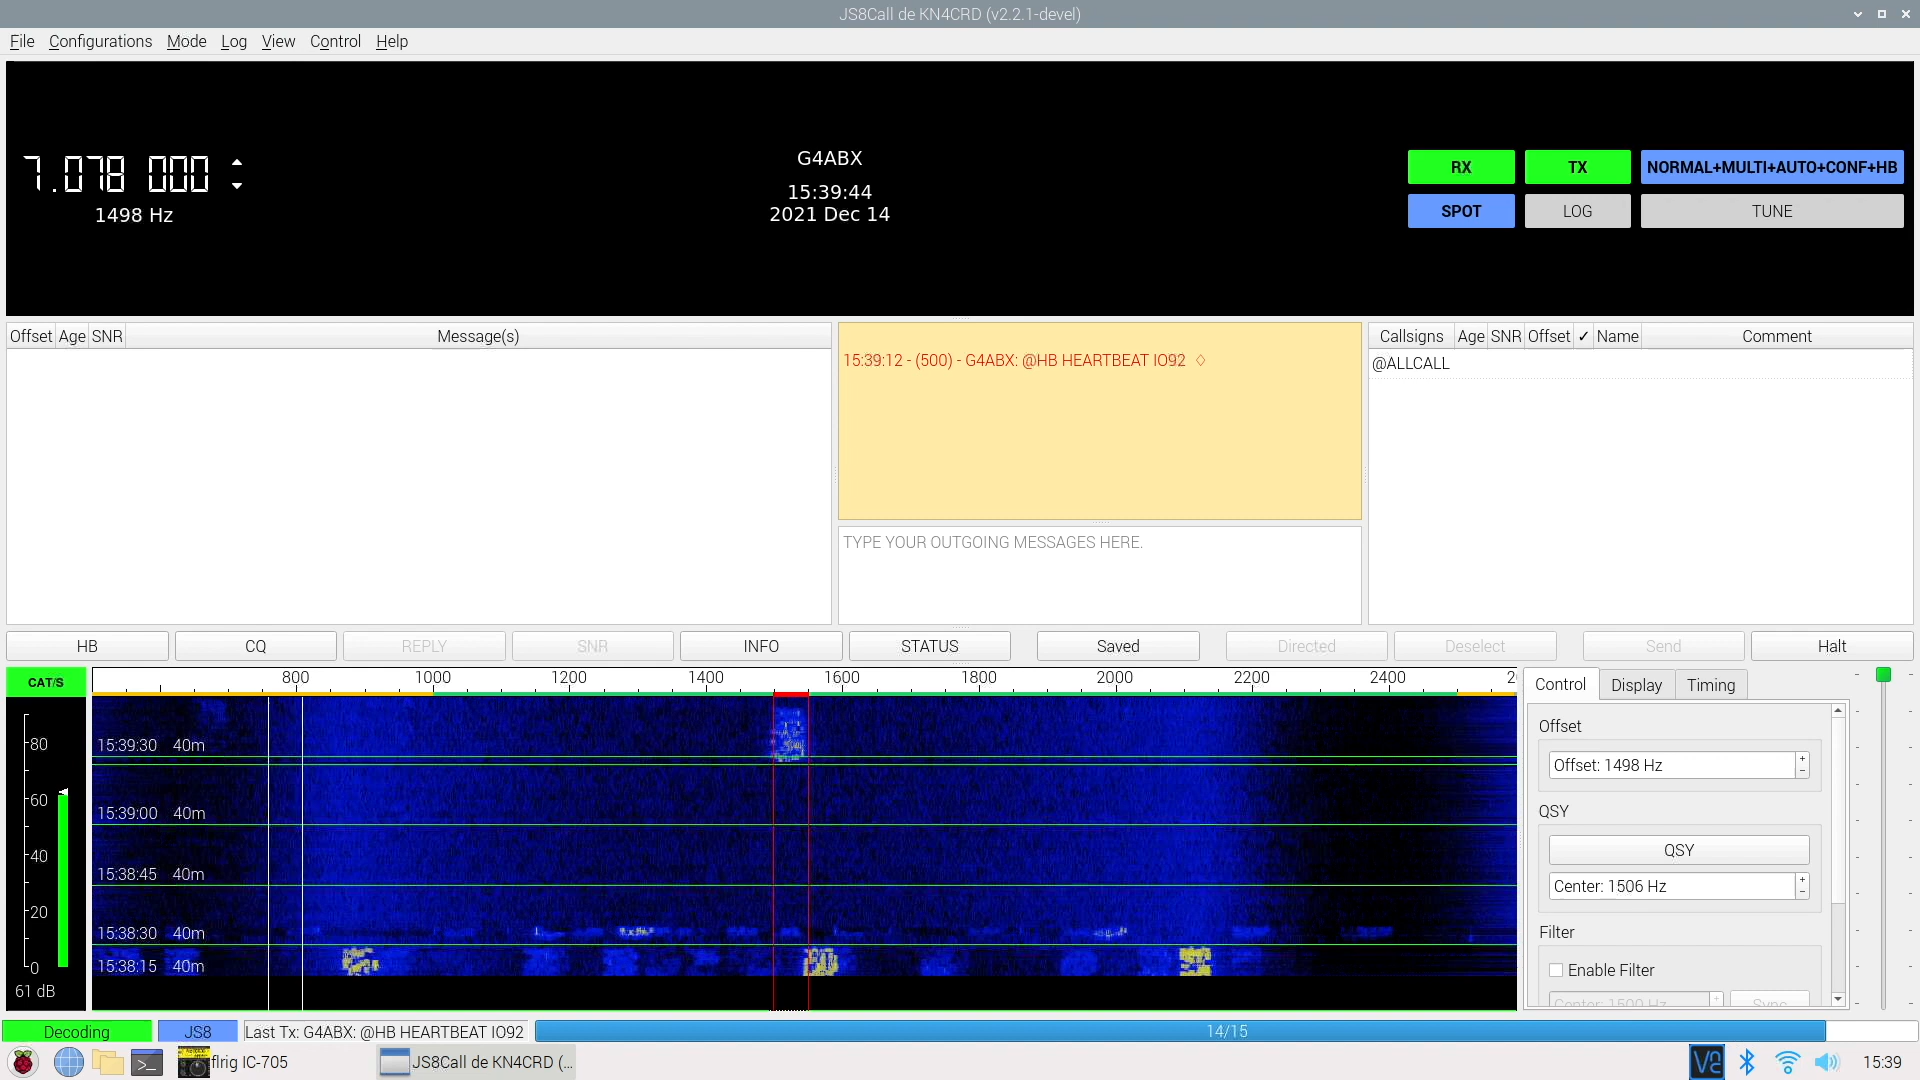 JS8Call de KN4CRD (v2.2.1-devel)
File Configurations Mode Log View Control Help
7.078 000
1498 Hz
G4ABX
15:39:44
2021 Dec 14
RX TX NORMAL+MULTI+AUTO+CONF+HB
SPOT LOG TUNE
Offset Age SNR Message(s)
15:39:12 - (500) - G4ABX: @HB HEARTBEAT IO92 ♢
TYPE YOUR OUTGOING MESSAGES HERE.
Callsigns Age SNR Offset ✓ Name Comment
@ALLCALL
HB CQ REPLY SNR INFO STATUS Saved Directed Deselect Send Halt
CAT/S
80
60
40
20
0
61 dB
800 1000 1200 1400 1600 1800 2000 2200 2400
15:39:30 40m
15:39:00 40m
15:38:45 40m
15:38:30 40m
15:38:15 40m
Control Display Timing
Offset
Offset: 1498 Hz
QSY
QSY
Center: 1506 Hz
Filter
Enable Filter
Center: 1500 Hz Sync
Decoding JS8 Last Tx: G4ABX: @HB HEARTBEAT IO92 14/15
flrig IC-705 JS8Call de KN4CRD (... 15:39